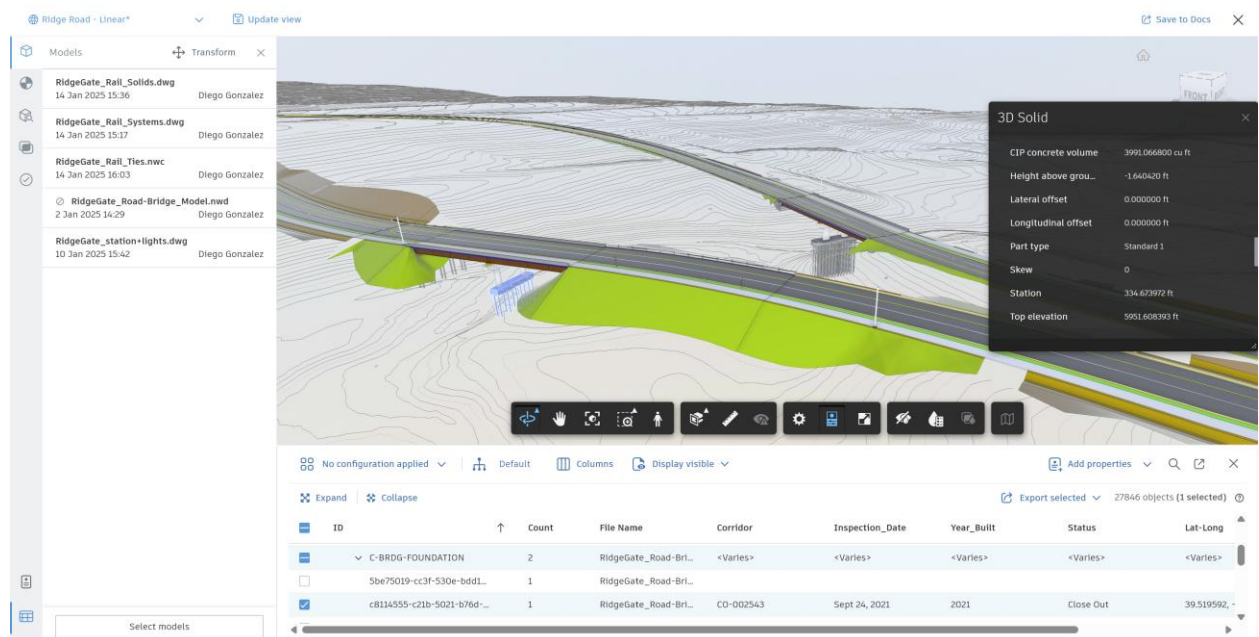 Ridge Road - Linear*
Update view
Save to Docs
Models
Transform
RidgeGate_Rail_Solids.dwg
14 Jan 2025 15:36 Diego Gonzalez
RidgeGate_Rail_Systems.dwg
14 Jan 2025 15:17 Diego Gonzalez
RidgeGate_Rail_Ties.nwc
14 Jan 2025 16:03 Diego Gonzalez
RidgeGate_Road-Bridge_Model.nwd
2 Jan 2025 14:29 Diego Gonzalez
RidgeGate_station+lights.dwg
10 Jan 2025 15:42 Diego Gonzalez
Select models
FRONT
3D Solid
CIP concrete volume 3991.066800 cu ft
Height above grou... -1.640420 ft
Lateral offset 0.000000 ft
Longitudinal offset 0.000000 ft
Part type Standard 1
Skew 0
Station 334.673972 ft
Top elevation 5951.608393 ft
No configuration applied Default Columns Display visible Add properties
Expand Collapse Export selected 27846 objects (1 selected)
ID Count File Name Corridor Inspection_Date Year_Built Status Lat-Long
C-BRDG-FOUNDATION 2 RidgeGate_Road-Bri... <Varies> <Varies> <Varies> <Varies> <Varies>
5be75019-cc3f-530e-bdd1... 1 RidgeGate_Road-Bri...
c8114555-c21b-5021-b76d-... 1 RidgeGate_Road-Bri... CO-002543 Sept 24, 2021 2021 Close Out 39.519592, -